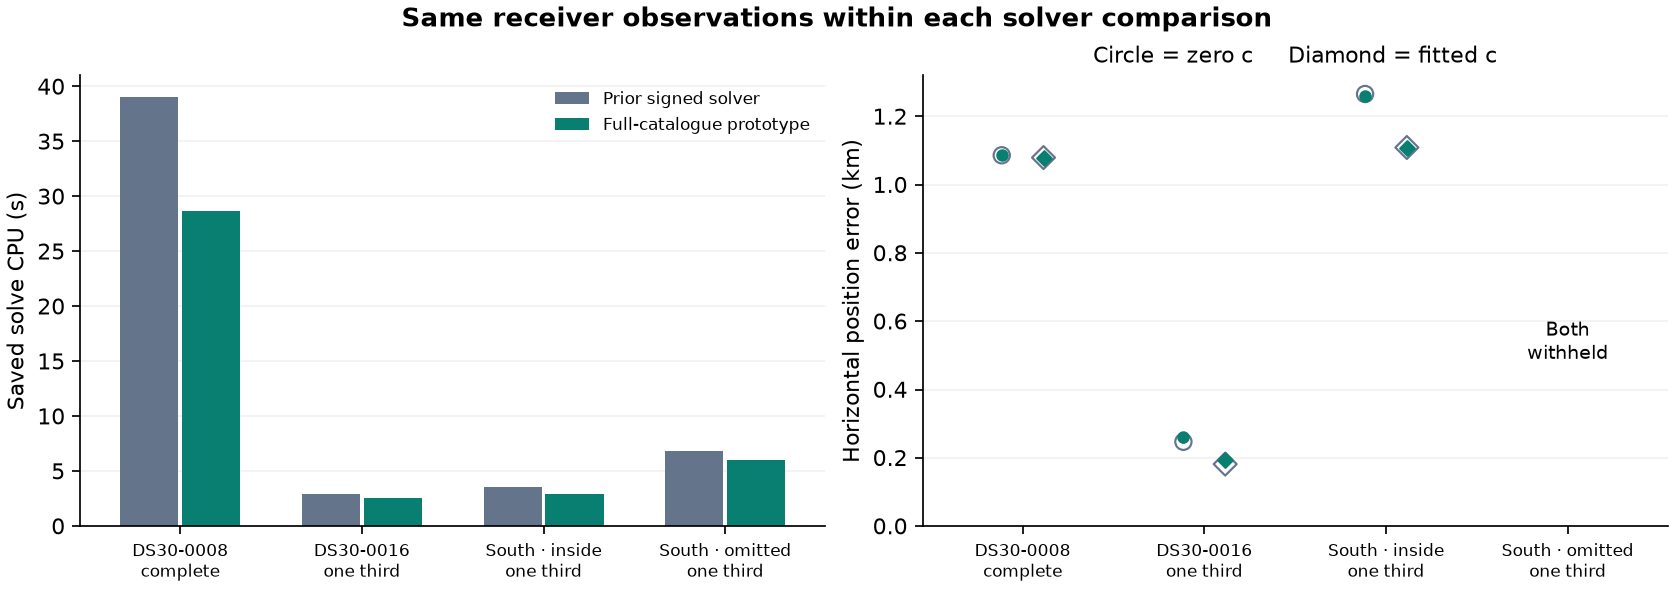 Same receiver observations within each solver comparison
Saved solve CPU (s)
40
35
30
25
20
15
10
5
0
Prior signed solver
Full-catalogue prototype
DS30-0008
complete
DS30-0016
one third
South · inside
one third
South · omitted
one third
Circle = zero c Diamond = fitted c
Horizontal position error (km)
1.2
1.0
0.8
0.6
0.4
0.2
0.0
Both
withheld
DS30-0008
complete
DS30-0016
one third
South · inside
one third
South · omitted
one third